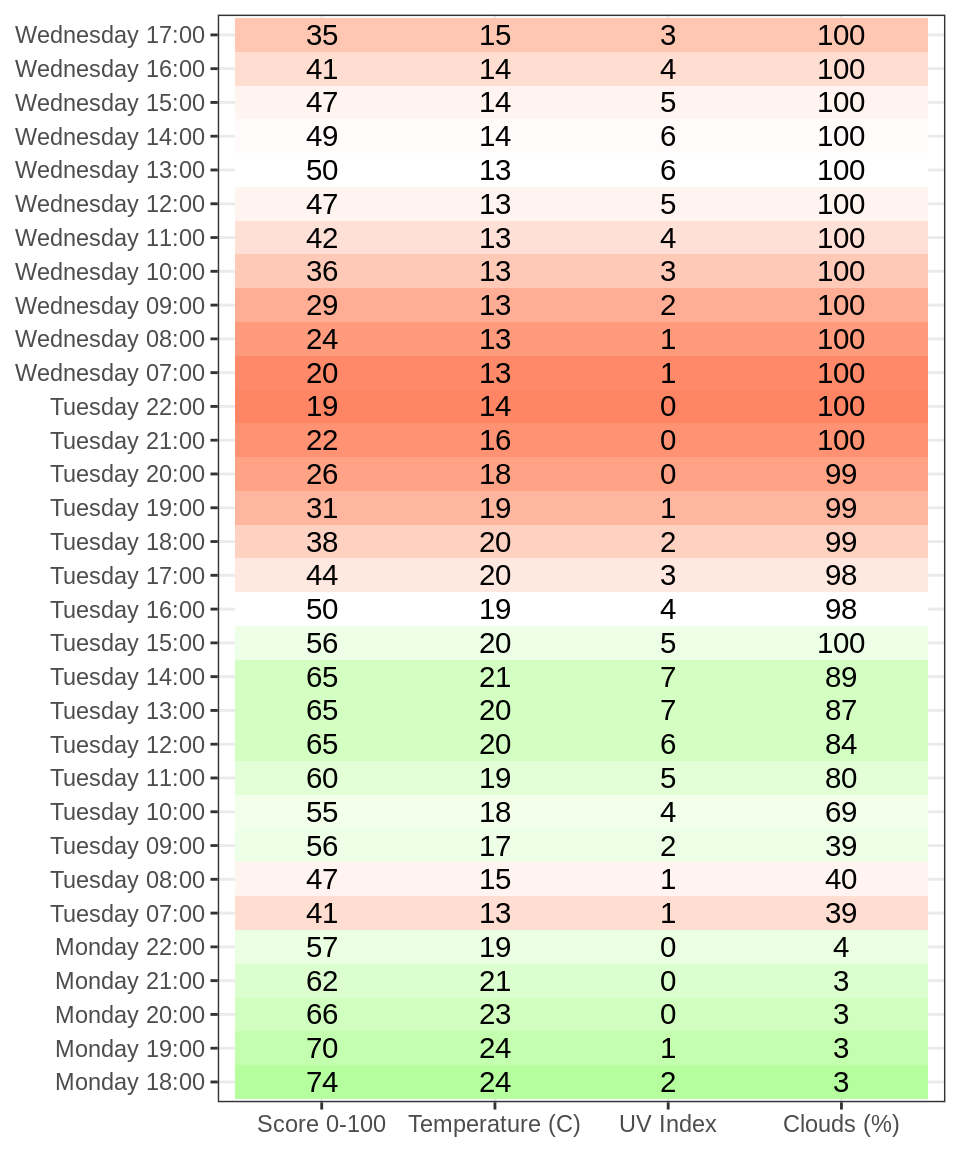 Wednesday 17:00 35 15 3 100
Wednesday 16:00 41 14 4 100
Wednesday 15:00 47 14 5 100
Wednesday 14:00 49 14 6 100
Wednesday 13:00 50 13 6 100
Wednesday 12:00 47 13 5 100
Wednesday 11:00 42 13 4 100
Wednesday 10:00 36 13 3 100
Wednesday 09:00 29 13 2 100
Wednesday 08:00 24 13 1 100
Wednesday 07:00 20 13 1 100
Tuesday 22:00 19 14 0 100
Tuesday 21:00 22 16 0 100
Tuesday 20:00 26 18 0 99
Tuesday 19:00 31 19 1 99
Tuesday 18:00 38 20 2 99
Tuesday 17:00 44 20 3 98
Tuesday 16:00 50 19 4 98
Tuesday 15:00 56 20 5 100
Tuesday 14:00 65 21 7 89
Tuesday 13:00 65 20 7 87
Tuesday 12:00 65 20 6 84
Tuesday 11:00 60 19 5 80
Tuesday 10:00 55 18 4 69
Tuesday 09:00 56 17 2 39
Tuesday 08:00 47 15 1 40
Tuesday 07:00 41 13 1 39
Monday 22:00 57 19 0 4
Monday 21:00 62 21 0 3
Monday 20:00 66 23 0 3
Monday 19:00 70 24 1 3
Monday 18:00 74 24 2 3
Score 0-100 Temperature (C) UV Index Clouds (%)